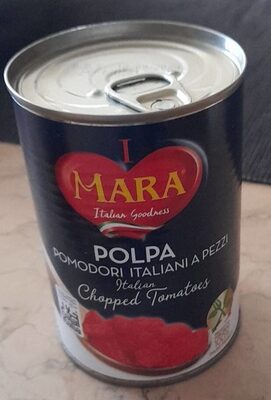 I
MARA
Italian Goodness
POLPA
POMODORI ITALIANI A PEZZI
Italian
Chopped Tomatoes